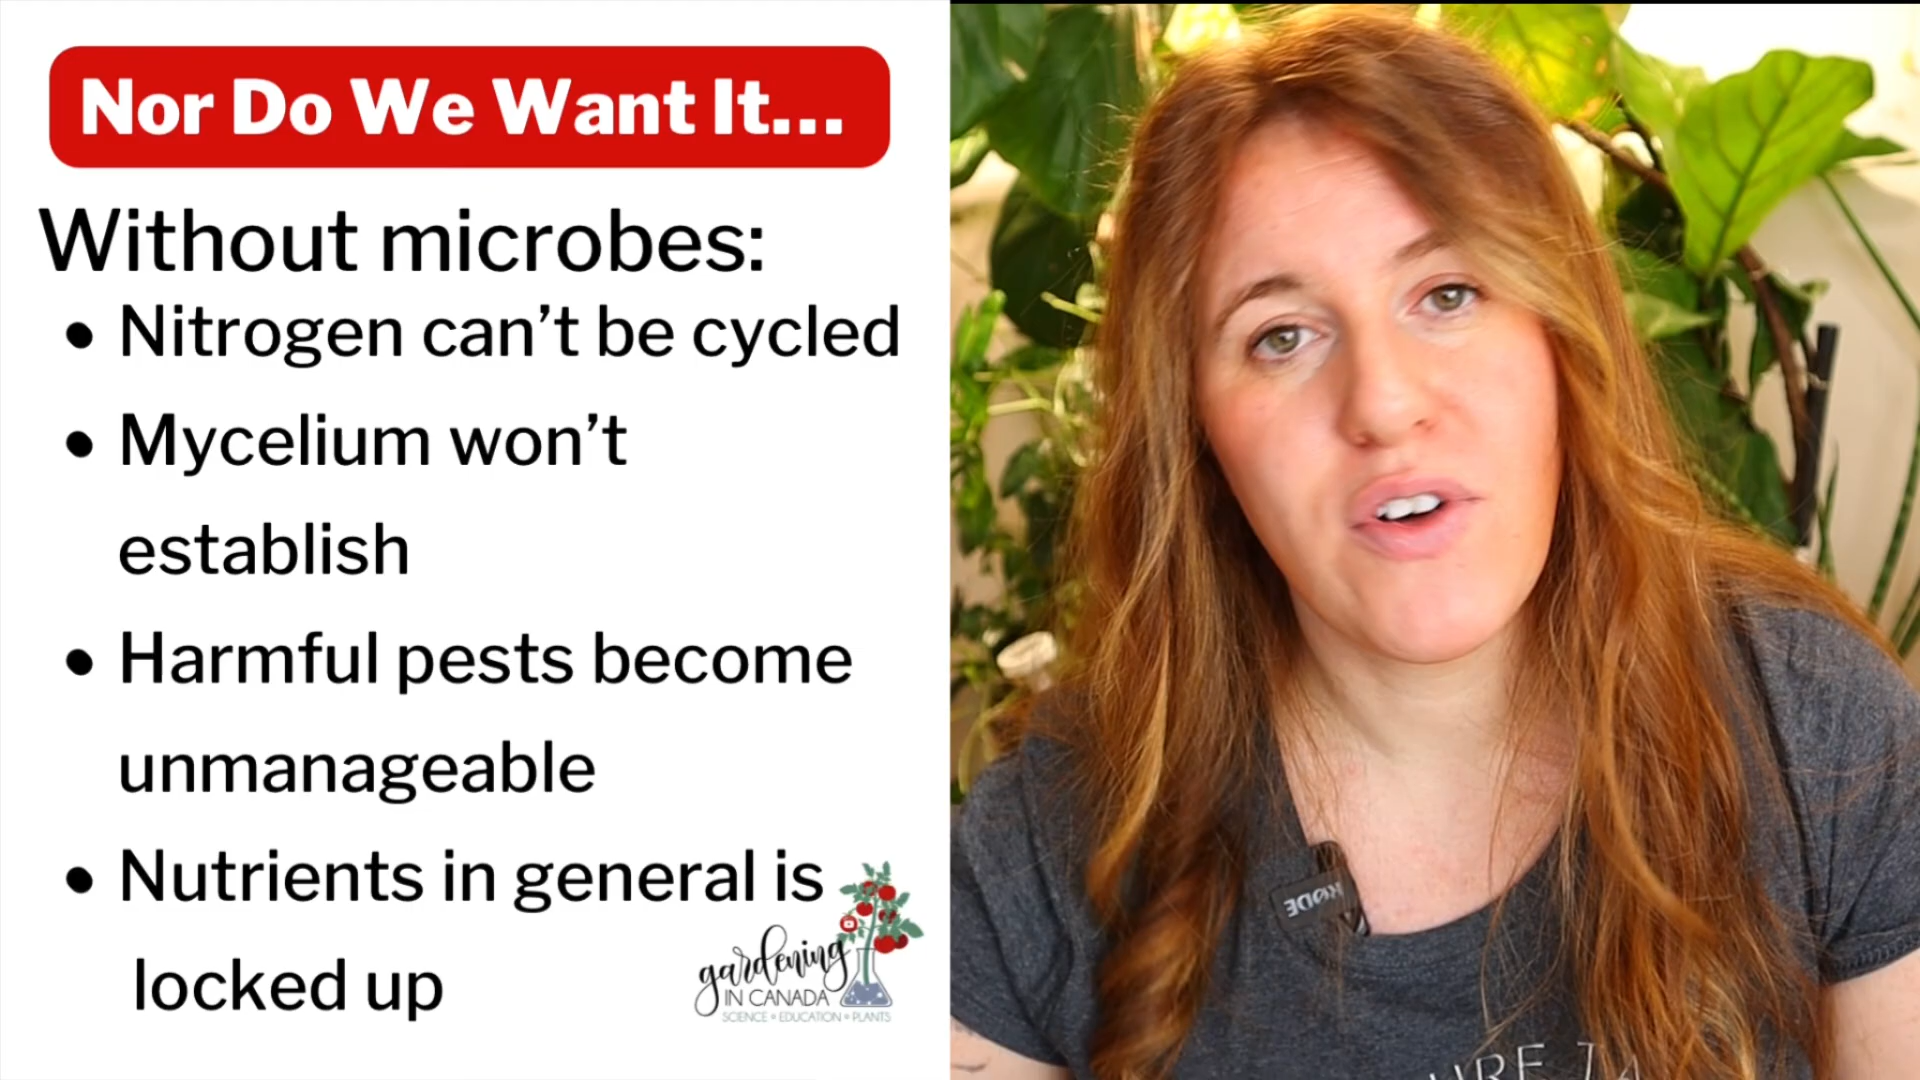 Nor Do We Want It...
Without microbes:
• Nitrogen can’t be cycled
• Mycelium won’t
establish
• Harmful pests become
unmanageable
• Nutrients in general is
locked up
gardening
IN CANADA
SCIENCE • EDUCATION • PLANTS
RØDE